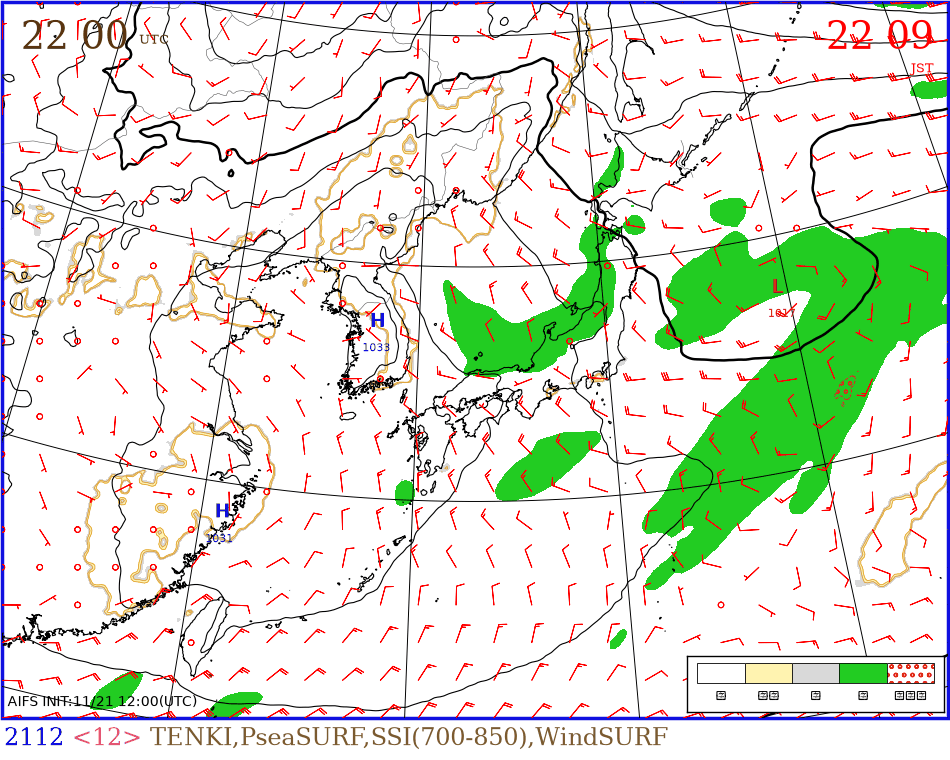 22 00 UTC 22 09
JST
H
1033
L
1017
H
1031
AIFS INIT:11/21 12:00(UTC)
2112 <12> TENKI,PseaSURF,SSI(700-850),WindSURF